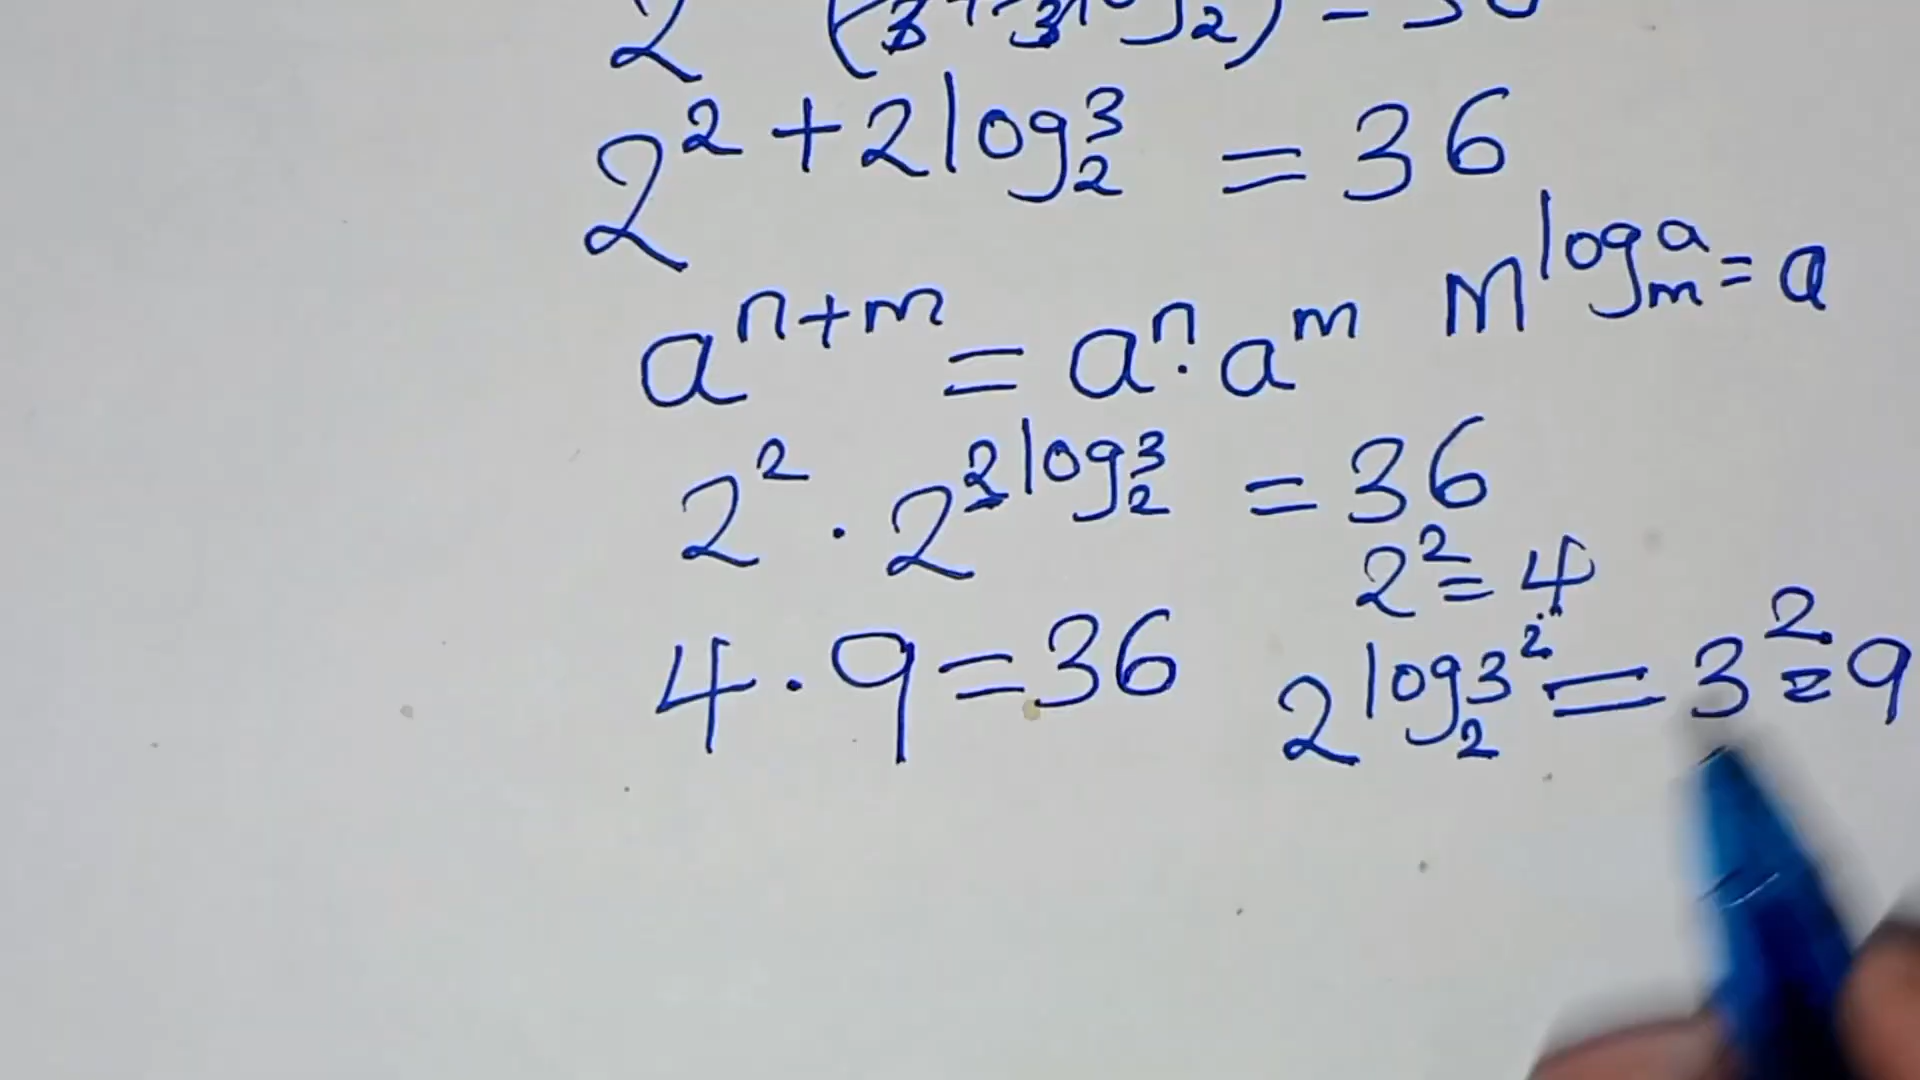 2^2 + 2log_2^3 = 36
a^n+m = a^n · a^m m^log_m^a = a
2^2 · 2^2log_2^3 = 36
2^2 = 4
4 · 9 = 36 2^log_2 3^2 = 3^2 = 9